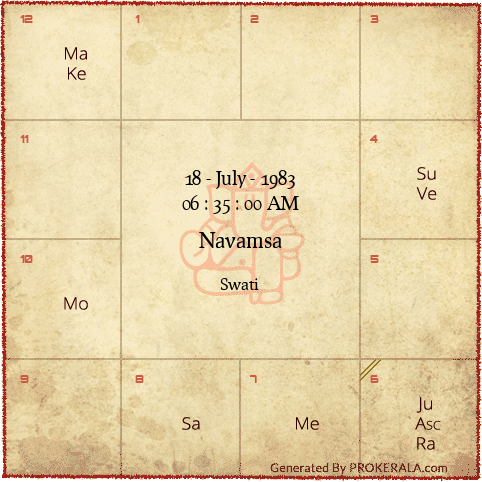 12
1
2
3
Ma
Ke
11
4
18 - July - 1983
06 : 35 : 00 AM
Su
Ve
Navamsa
10
5
Swati
Mo
9
8
7
6
Sa
Me
Ju
Asc
Ra
Generated By PROKERALA.com